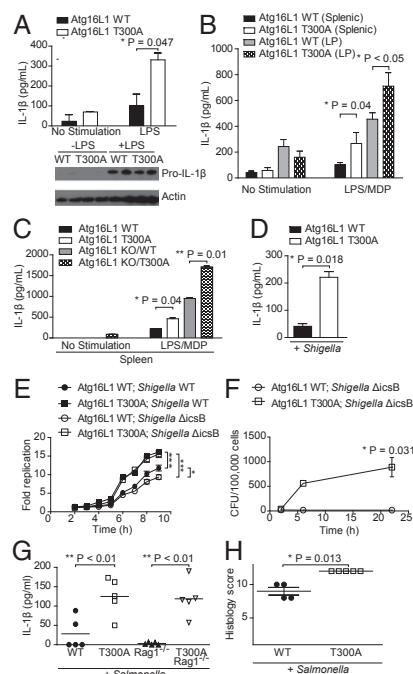 A
Atg16L1 WT
Atg16L1 T300A
* P = 0.047
IL-1β (pg/mL)
400
300
200
100
0
No Stimulation
LPS
-LPS
+LPS
WT T300A WT T300A
Pro-IL-1β
Actin
B
Atg16L1 WT (Splenic)
Atg16L1 T300A (Splenic)
Atg16L1 WT (LP)
Atg16L1 T300A (LP)
* P < 0.05
* P = 0.04
IL-1β (pg/mL)
1000
800
600
400
200
0
No Stimulation
LPS/MDP
C
Atg16L1 WT
Atg16L1 T300A
Atg16L1 KO/WT
Atg16L1 KO/T300A
** P = 0.01
* P = 0.04
IL-1β (pg/mL)
2000
1500
1000
500
0
No Stimulation
LPS/MDP
Spleen
D
Atg16L1 WT
Atg16L1 T300A
* P = 0.018
IL-1β (pg/mL)
300
200
100
0
+ Shigella
E
Atg16L1 WT; Shigella WT
Atg16L1 T300A; Shigella WT
Atg16L1 WT; Shigella ΔicsB
Atg16L1 T300A; Shigella ΔicsB
Fold replication
20
15
10
5
0
0 1 2 3 4 5 6 7 8 9 10
Time (h)
F
Atg16L1 WT; Shigella ΔicsB
Atg16L1 T300A; Shigella ΔicsB
* P = 0.031
CFU/100,000 cells
1500
1000
500
0
0 5 10 15 20 25
Time (h)
G
** P < 0.01
** P < 0.01
IL-1β (pg/ml)
200
150
100
50
0
WT
T300A
Rag1-/-
T300A
Rag1-/-
+ Salmonella
H
* P = 0.013
Histology score
10
5
0
WT
T300A
+ Salmonella